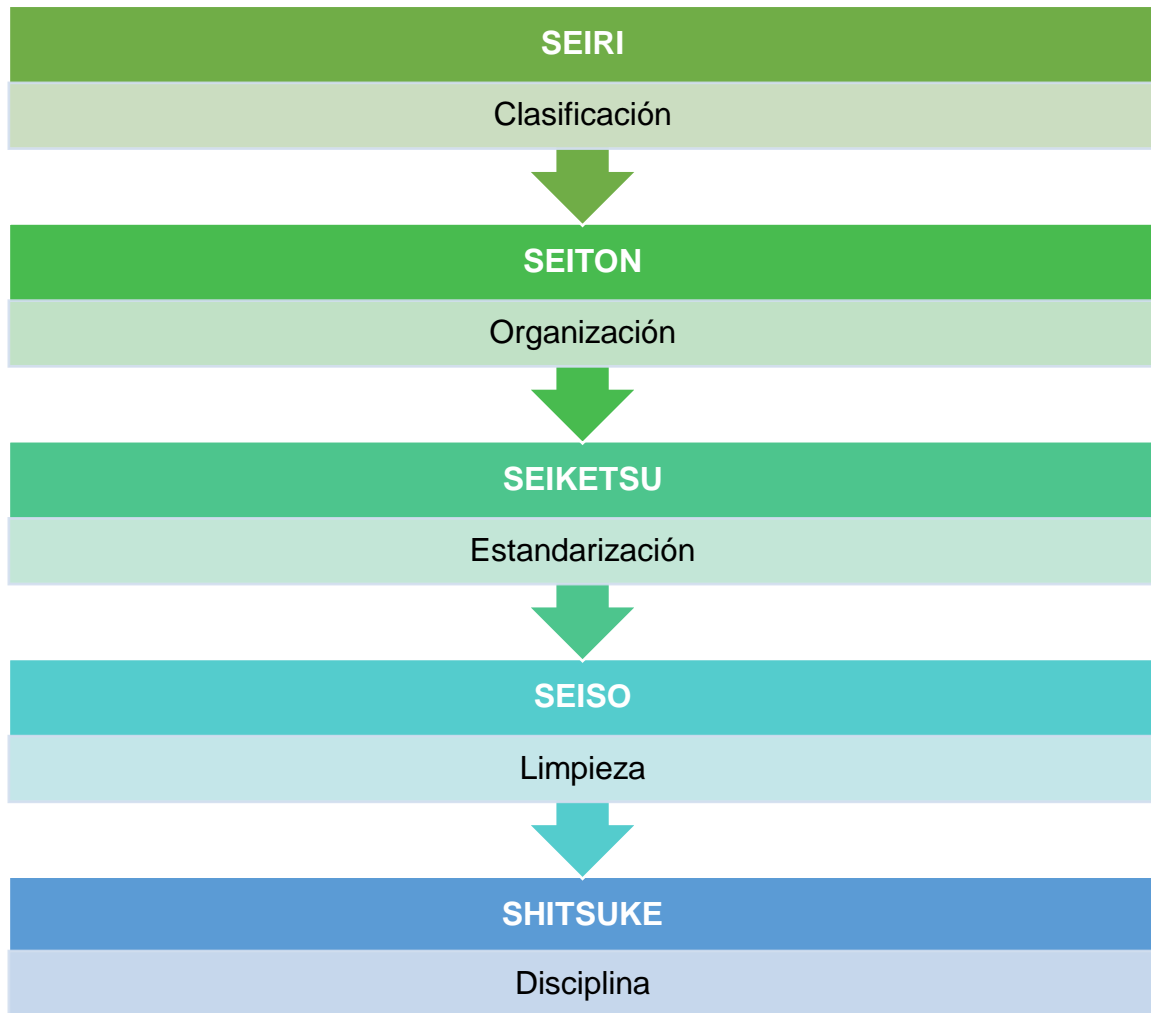 SEIRI
Clasificación
SEITON
Organización
SEIKETSU
Estandarización
SEISO
Limpieza
SHITSUKE
Disciplina